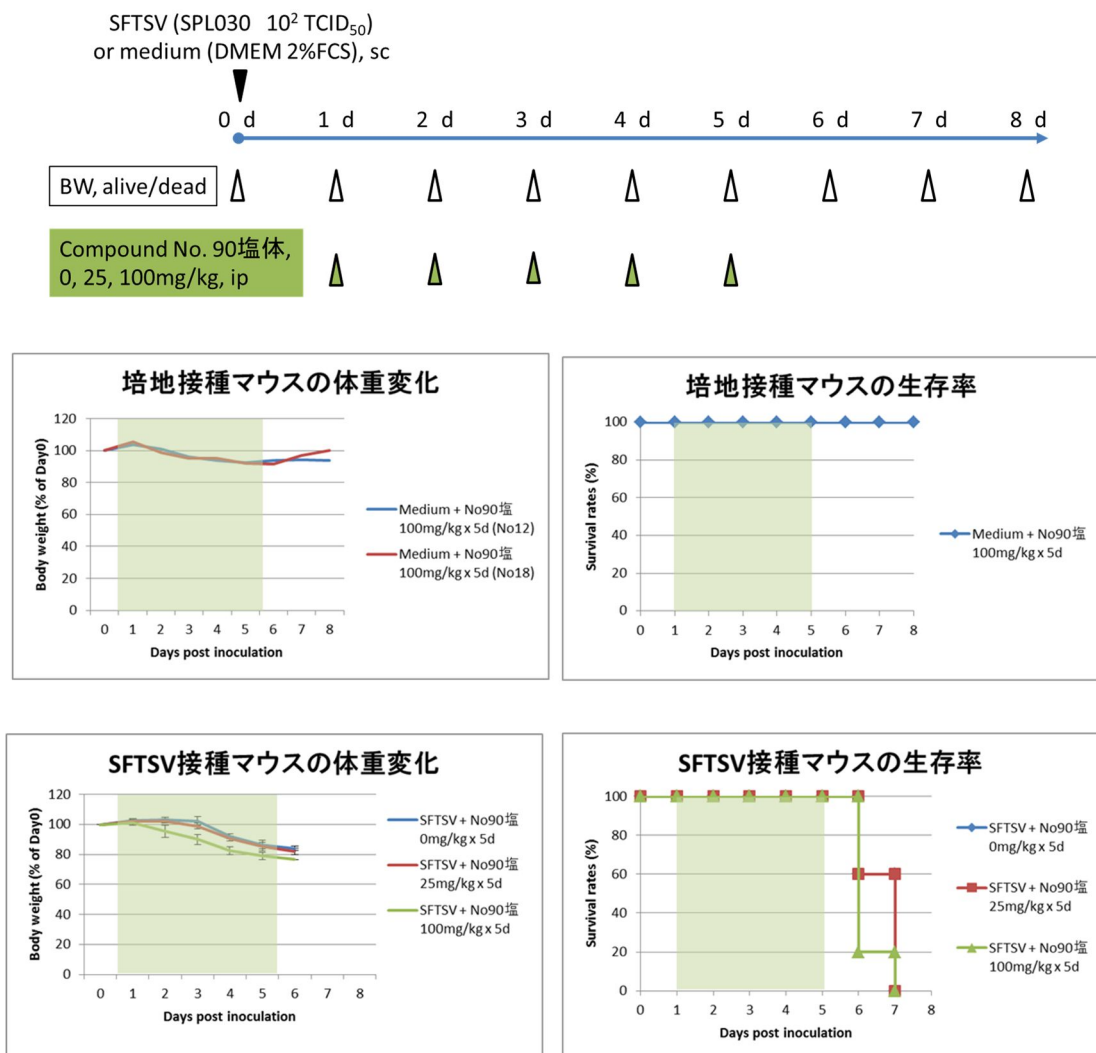 SFTSV (SPL030   10² TCID₅₀)
or medium (DMEM 2%FCS), sc
0 d 1 d 2 d 3 d 4 d 5 d 6 d 7 d 8 d
BW, alive/dead
Compound No. 90塩体,
0, 25, 100mg/kg, ip
培地接種マウスの体重変化
Body weight (% of Day0)
120
100
80
60
40
20
0
0 1 2 3 4 5 6 7 8
Days post inoculation
Medium + No90塩
100mg/kg x 5d (No12)
Medium + No90塩
100mg/kg x 5d (No18)
培地接種マウスの生存率
Survival rates (%)
100
80
60
40
20
0
0 1 2 3 4 5 6 7 8
Days post inoculation
Medium + No90塩
100mg/kg x 5d
SFTSV接種マウスの体重変化
Body weight (% of Day0)
120
100
80
60
40
20
0
0 1 2 3 4 5 6 7 8
Days post inoculation
SFTSV + No90塩
0mg/kg x 5d
SFTSV + No90塩
25mg/kg x 5d
SFTSV + No90塩
100mg/kg x 5d
SFTSV接種マウスの生存率
Survival rates (%)
100
80
60
40
20
0
0 1 2 3 4 5 6 7 8
Days post inoculation
SFTSV + No90塩
0mg/kg x 5d
SFTSV + No90塩
25mg/kg x 5d
SFTSV + No90塩
100mg/kg x 5d